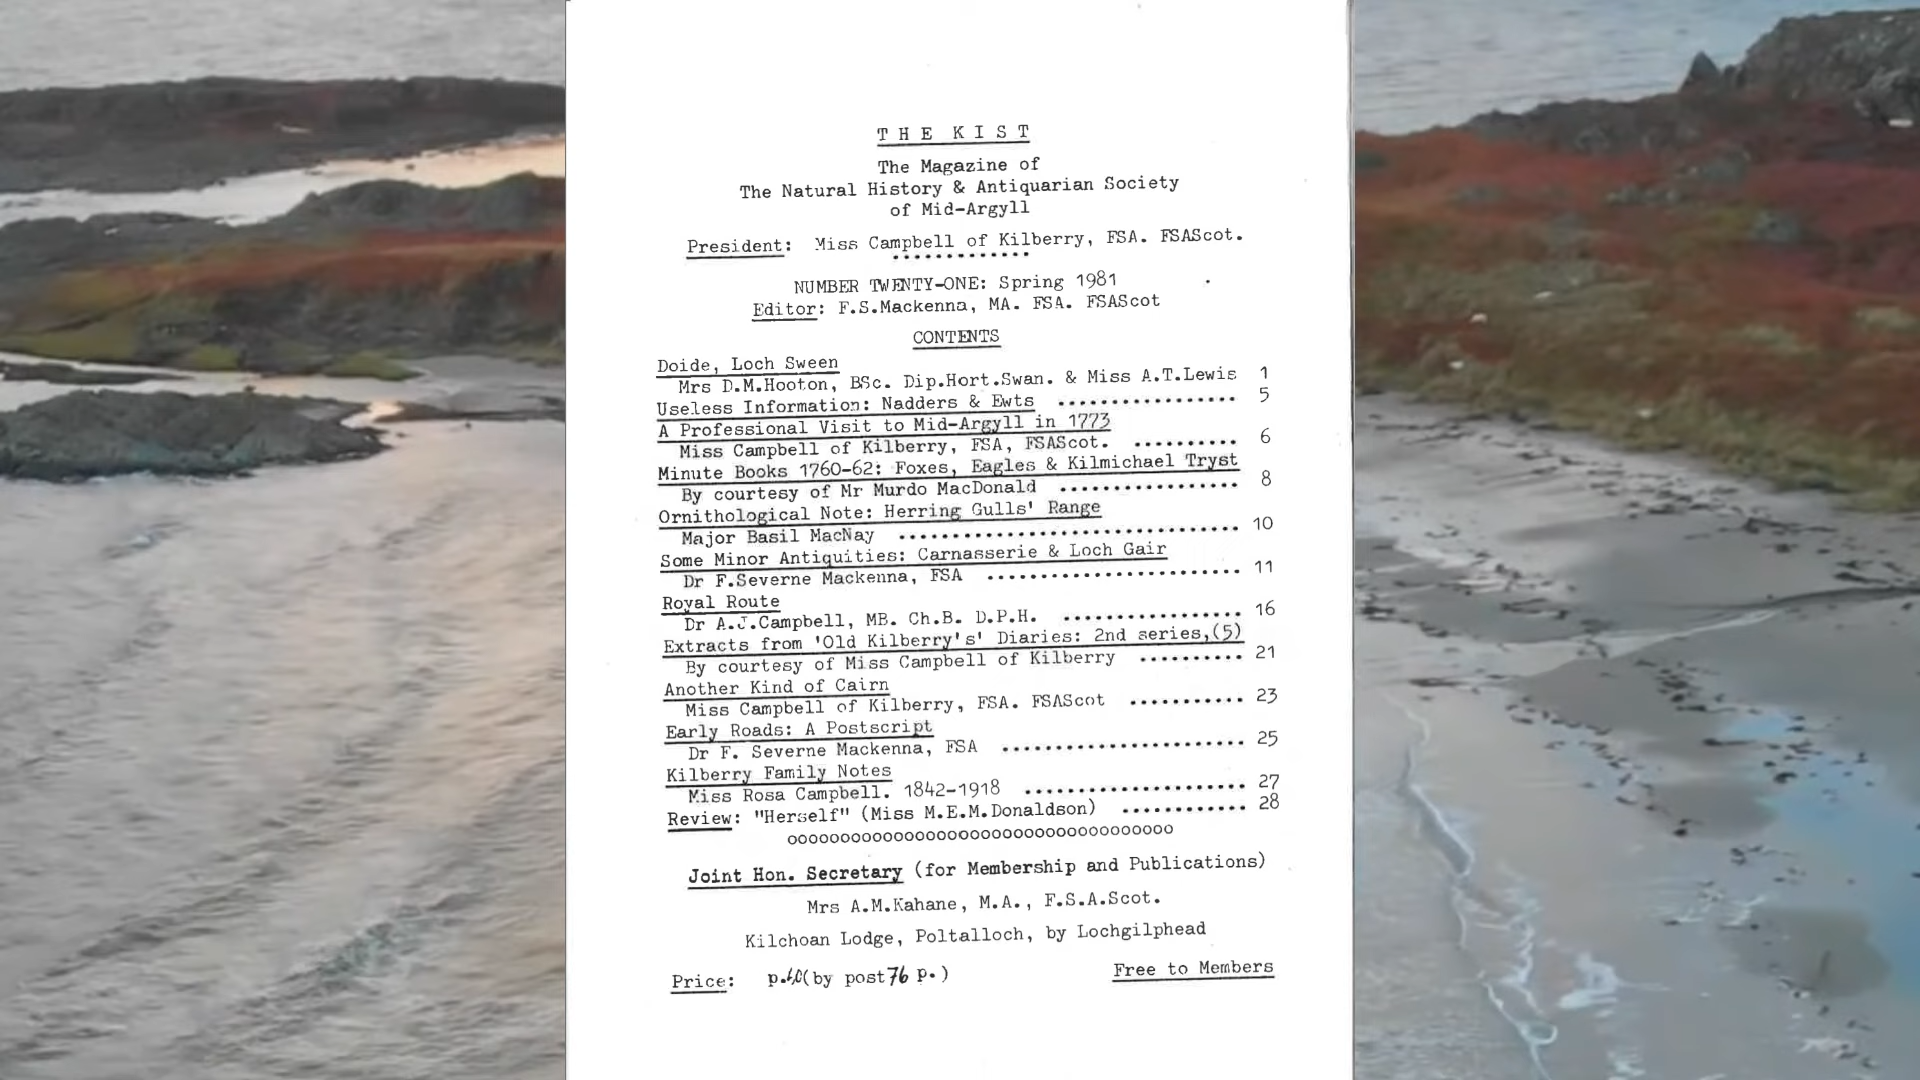 T H E K I S T
The Magazine of
The Natural History & Antiquarian Society
of Mid-Argyll
President: Miss Campbell of Kilberry, FSA. FSAScot.
NUMBER TWENTY-ONE: Spring 1981
Editor: F.S.Mackenna, MA. FSA. FSAScot
CONTENTS
Doide, Loch Sween
Mrs D.M.Hooton, BSc. Dip.Hort.Swan. & Miss A.T.Lewis 1
Useless Information: Nadders & Ewts ................. 5
A Professional Visit to Mid-Argyll in 1773
Miss Campbell of Kilberry, FSA, FSAScot. .......... 6
Minute Books 1760-62: Foxes, Eagles & Kilmichael Tryst
By courtesy of Mr Murdo MacDonald ................. 8
Ornithological Note: Herring Gulls' Range
Major Basil MacNay ................................ 10
Some Minor Antiquities: Carnasserie & Loch Gair
Dr F.Severne Mackenna, FSA ........................ 11
Royal Route
Dr A.J.Campbell, MB. Ch.B. D.P.H. ................. 16
Extracts from 'Old Kilberry's' Diaries: 2nd series,(5)
By courtesy of Miss Campbell of Kilberry .......... 21
Another Kind of Cairn
Miss Campbell of Kilberry, FSA. FSAScot ........... 23
Early Roads: A Postscript
Dr F. Severne Mackenna, FSA ....................... 25
Kilberry Family Notes
Miss Rosa Campbell. 1842-1918 ..................... 27
Review: "Herself" (Miss M.E.M.Donaldson) ............ 28
oooooooooooooooooooooooooooooooooooo
Joint Hon. Secretary (for Membership and Publications)
Mrs A.M.Kahane, M.A., F.S.A.Scot.
Kilchoan Lodge, Poltalloch, by Lochgilphead
Price: (by post 76 p.) Free to Members